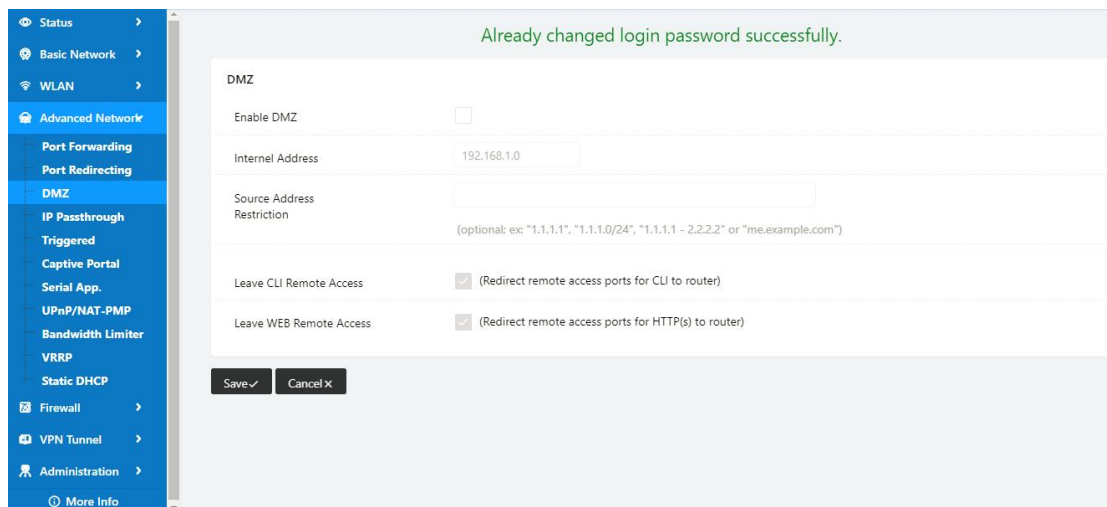 Status
Basic Network
WLAN
Advanced Network
Port Forwarding
Port Redirecting
DMZ
IP Passthrough
Triggered
Captive Portal
Serial App.
UPnP/NAT-PMP
Bandwidth Limiter
VRRP
Static DHCP
Firewall
VPN Tunnel
Administration
More Info
Already changed login password successfully.
DMZ
Enable DMZ
Internet Address 192.168.1.0
Source Address
Restriction
(optional; ex: "1.1.1.1", "1.1.1.0/24", "1.1.1.1 - 2.2.2.2" or "me.example.com")
Leave CLI Remote Access (Redirect remote access ports for CLI to router)
Leave WEB Remote Access (Redirect remote access ports for HTTP(s) to router)
Save Cancel